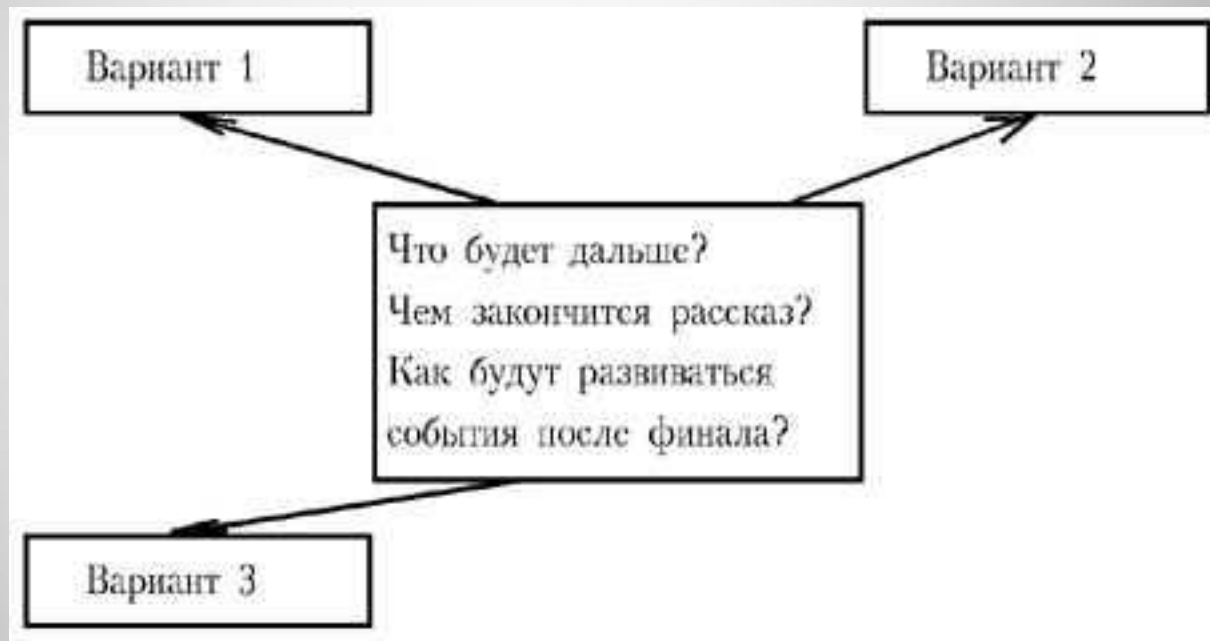 Вариант 1
Вариант 2
Что будет дальше?
Чем закончится рассказ?
Как будут развиваться
события после финала?
Вариант 3